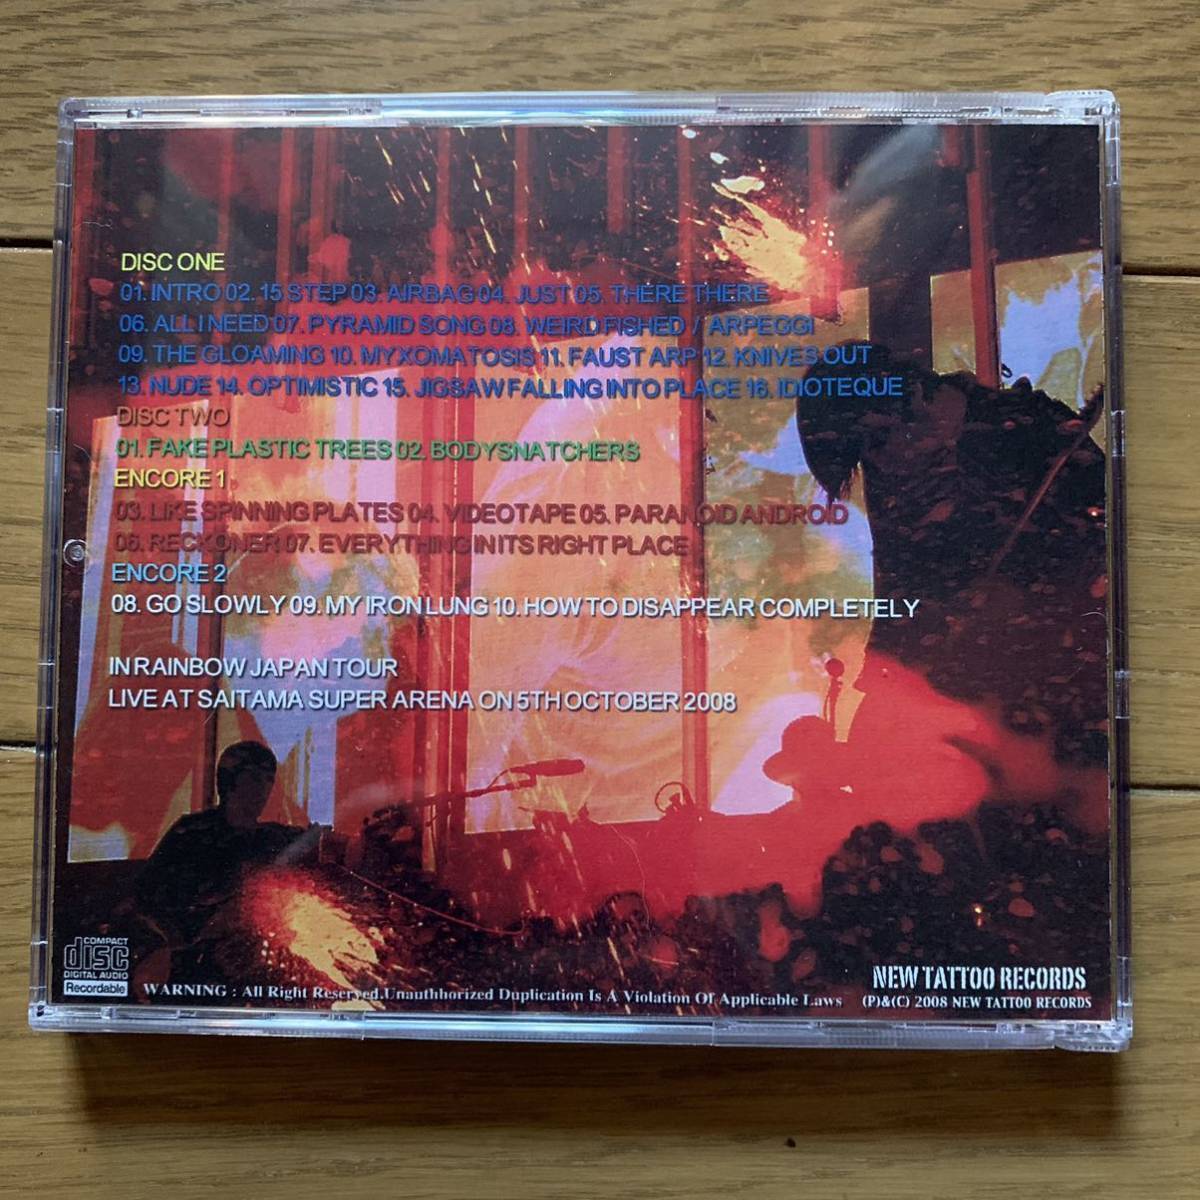 DISC ONE
01. INTRO 02. 15 STEP 03. AIRBAG 04. JUST 05. THERE THERE
06. ALL I NEED 07. PYRAMID SONG 08. WEIRD FISHED / ARPEGGI
09. THE GLOAMING 10. MYXOMATOSIS 11. FAUST ARP 12. KNIVES OUT
13. NUDE 14. OPTIMISTIC 15. JIGSAW FALLING INTO PLACE 16. IDIOTEQUE
DISC TWO
01. FAKE PLASTIC TREES 02. BODYSNATCHERS
ENCORE 1
03. LIKE SPINNING PLATES 04. VIDEOTAPE 05. PARANOID ANDROID
06. RECKONER 07. EVERYTHING IN ITS RIGHT PLACE
ENCORE 2
08. GO SLOWLY 09. MY IRON LUNG 10. HOW TO DISAPPEAR COMPLETELY
IN RAINBOW JAPAN TOUR
LIVE AT SAITAMA SUPER ARENA ON 5TH OCTOBER 2008
COMPACT
disc
DIGITAL AUDIO
Recordable
WARNING : All Right Reserved.Unauthhorized Duplication Is A Violation Of Applicable Laws
NEW TATTOO RECORDS
(P)&(C) 2008 NEW TATTOO RECORDS